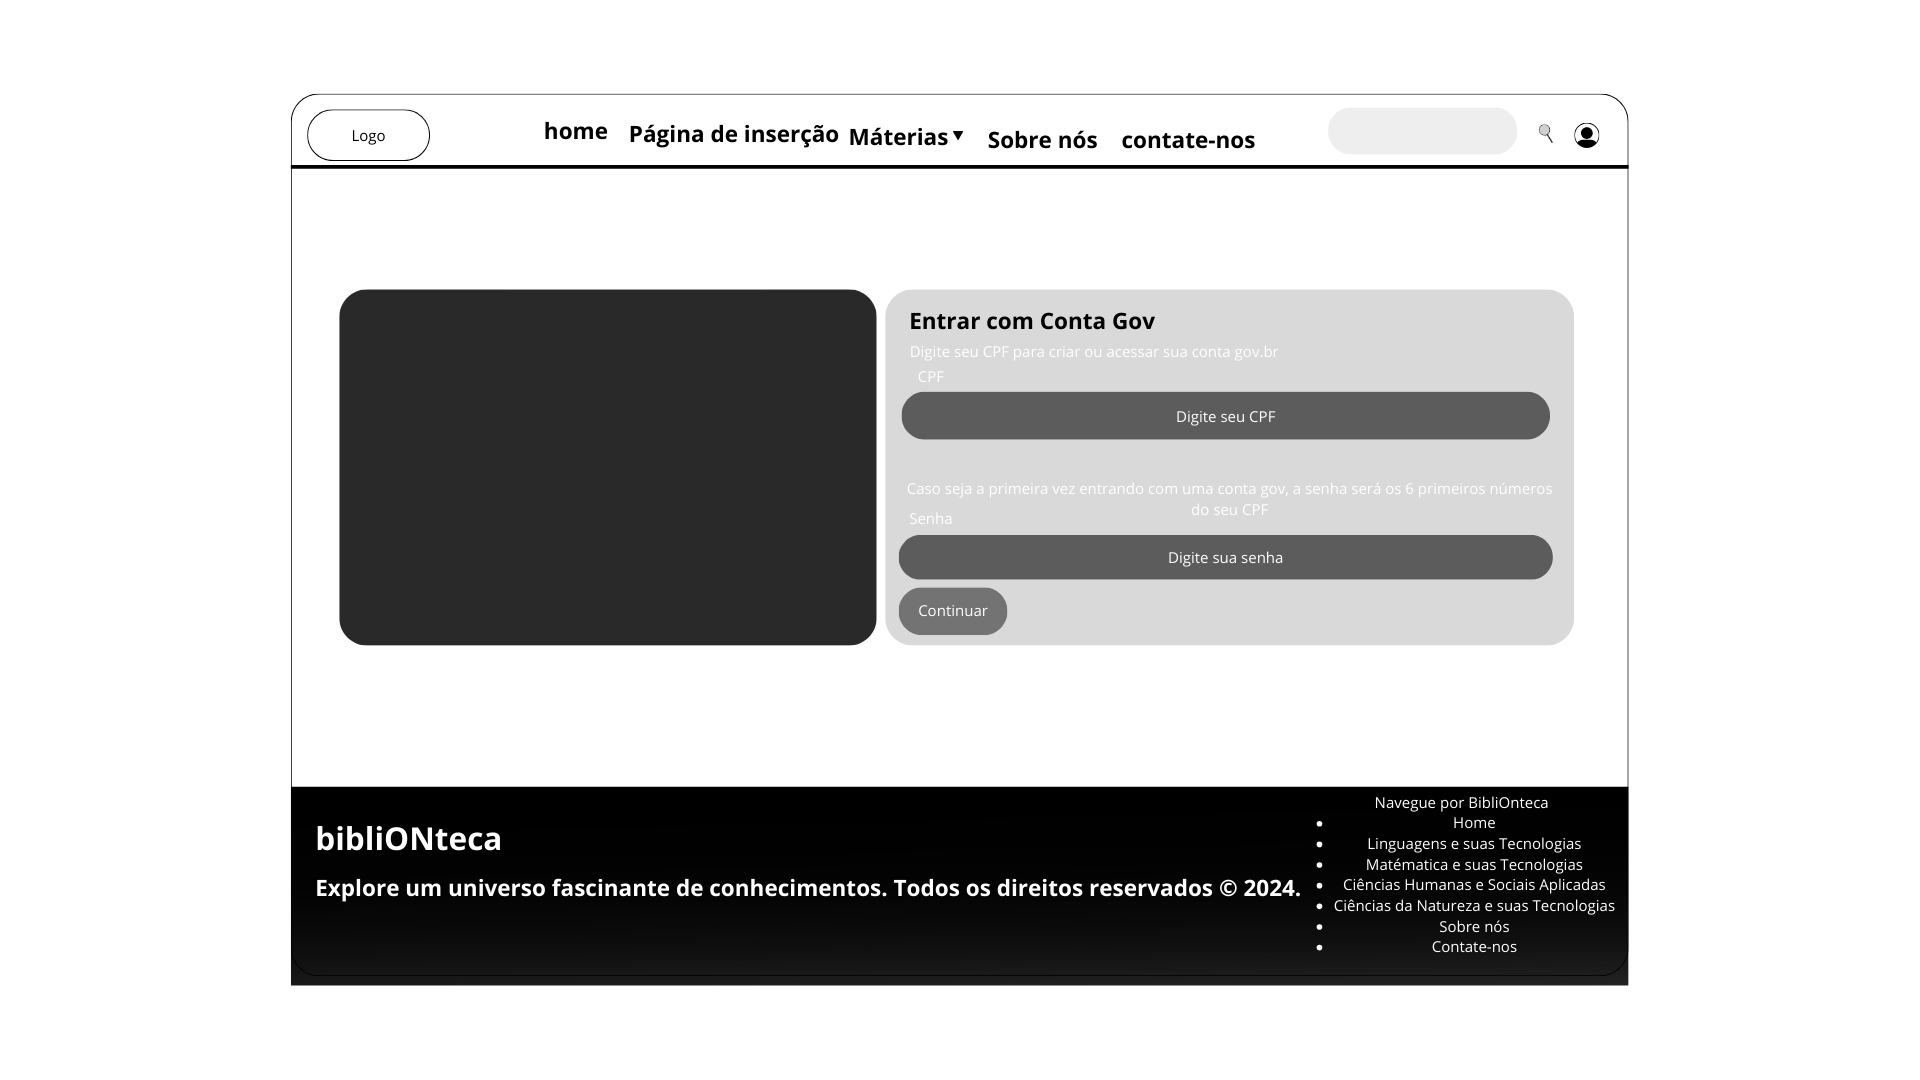 Logo
home
Página de inserção
Máterias
Sobre nós
contate-nos
Entrar com Conta Gov
Digite seu CPF para criar ou acessar sua conta gov.br
CPF
Digite seu CPF
Caso seja a primeira vez entrando com uma conta gov, a senha será os 6 primeiros números
do seu CPF
Senha
Digite sua senha
Continuar
bibliONteca
Explore um universo fascinante de conhecimentos. Todos os direitos reservados © 2024.
Navegue por BibliOnteca
Home
Linguagens e suas Tecnologias
Matématica e suas Tecnologias
Ciências Humanas e Sociais Aplicadas
Ciências da Natureza e suas Tecnologias
Sobre nós
Contate-nos